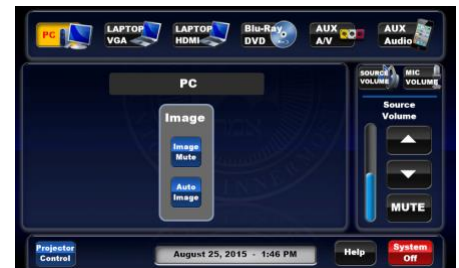 PC
LAPTOP
VGA
LAPTOP
HDMI
Blu-Ray
DVD
AUX
A/V
AUX
Audio
PC
Image
Image
Mute
Auto
Image
SOURCE
VOLUME
MIC
VOLUME
Source
Volume
MUTE
Projector
Control
August 25, 2015 - 1:46 PM
Help
System
Off